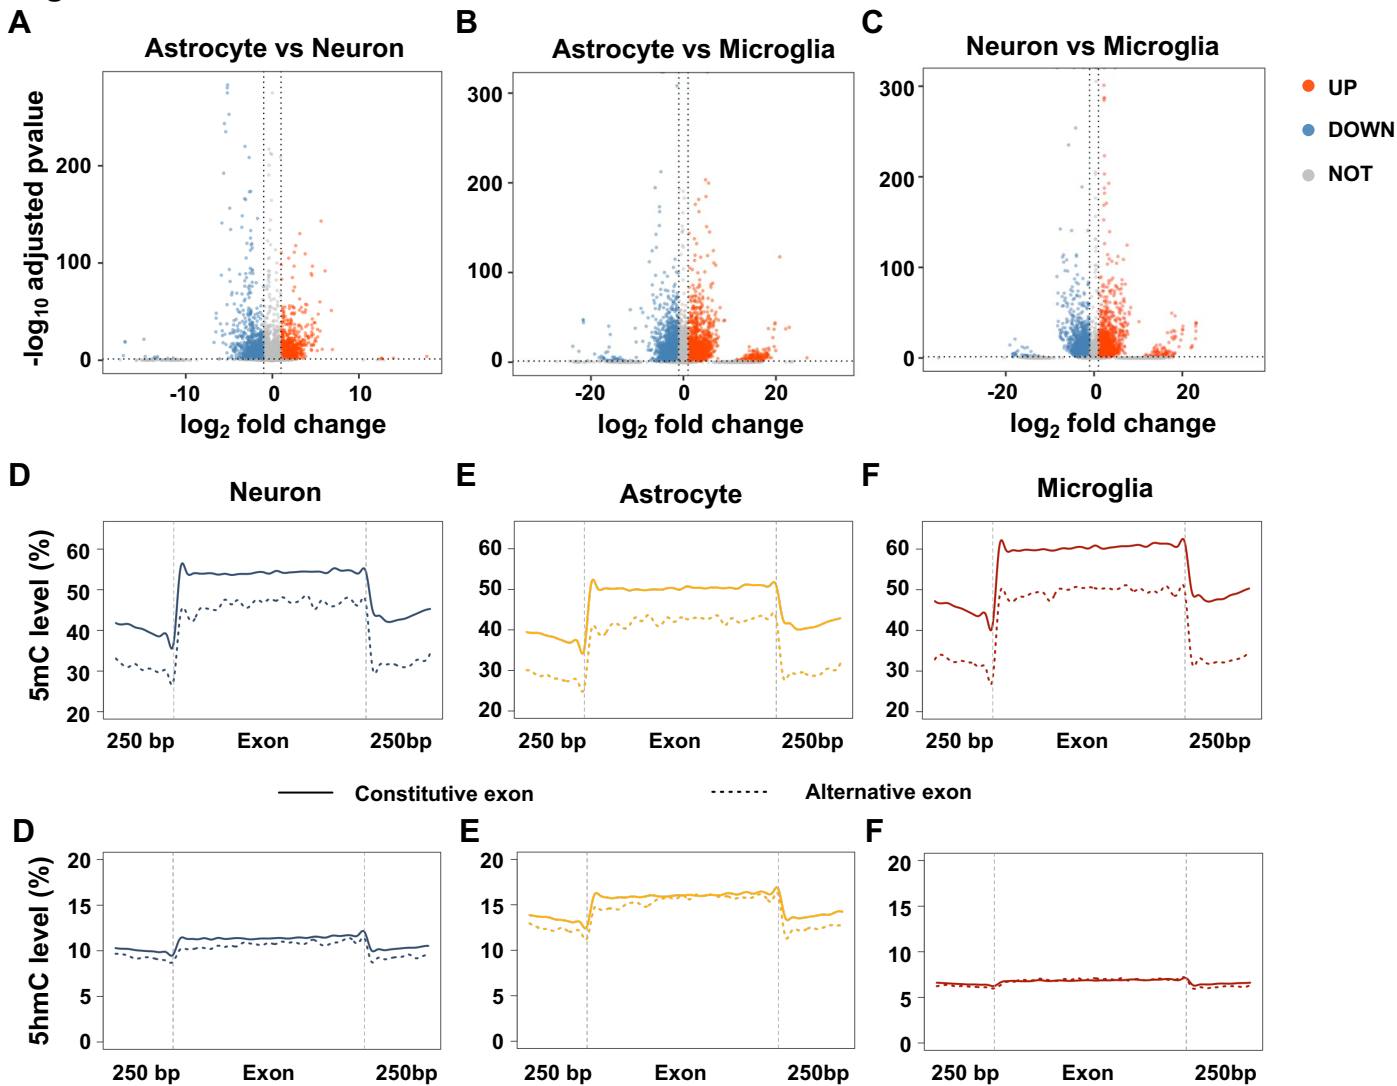 A
B
C
Astrocyte vs Neuron
Astrocyte vs Microglia
Neuron vs Microglia
-log10 adjusted pvalue
200
100
0
-10
0
10
log2 fold change
300
200
100
0
-20
0
20
log2 fold change
300
200
100
0
-20
0
20
log2 fold change
UP
DOWN
NOT
D
E
F
Neuron
Astrocyte
Microglia
5mC level (%)
60
50
40
30
20
250 bp
Exon
250bp
60
50
40
30
20
250 bp
Exon
250bp
60
50
40
30
20
250 bp
Exon
250bp
Constitutive exon
Alternative exon
D
E
F
5hmC level (%)
20
15
10
5
0
250 bp
Exon
250bp
20
15
10
5
0
250 bp
Exon
250bp
20
15
10
5
0
250 bp
Exon
250bp